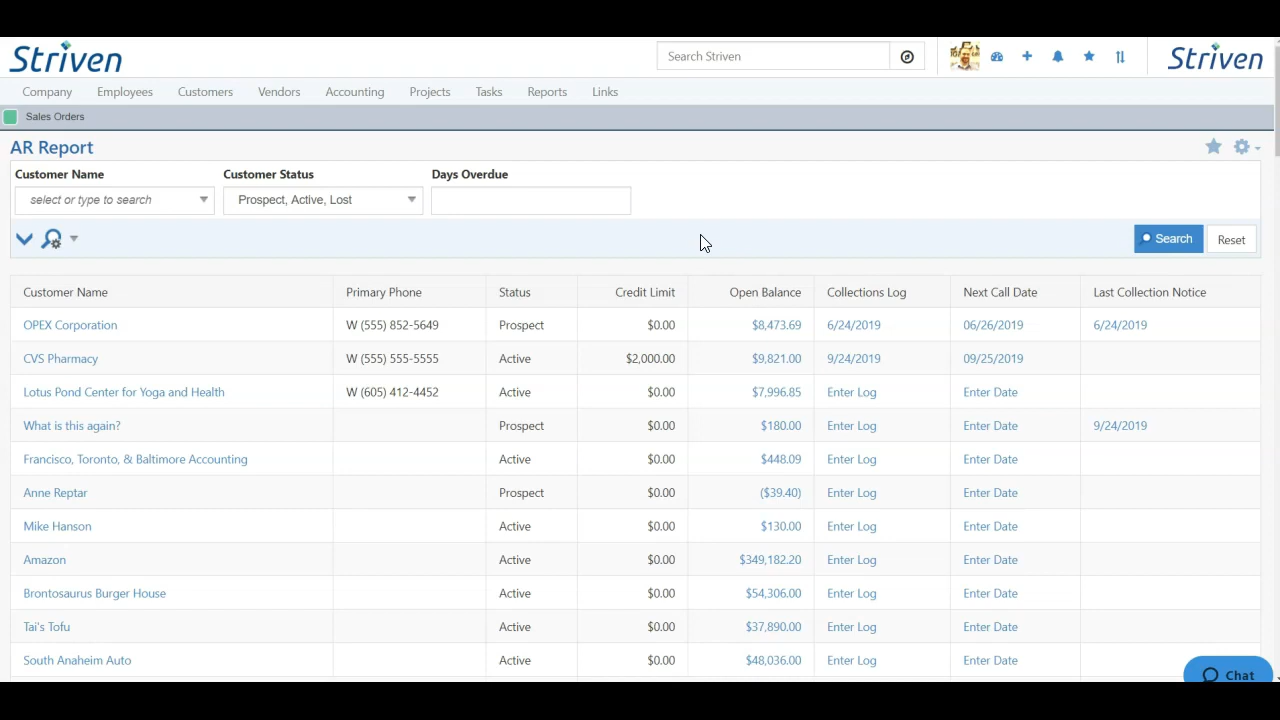 Striven
Search Striven
Striven
Company Employees Customers Vendors Accounting Projects Tasks Reports Links
Sales Orders
AR Report
Customer Name Customer Status Days Overdue
select or type to search Prospect, Active, Lost
Search Reset
Customer Name Primary Phone Status Credit Limit Open Balance Collections Log Next Call Date Last Collection Notice
OPEX Corporation W (555) 852-5649 Prospect $0.00 $8,473.69 6/24/2019 06/26/2019 6/24/2019
CVS Pharmacy W (555) 555-5555 Active $2,000.00 $9,821.00 9/24/2019 09/25/2019
Lotus Pond Center for Yoga and Health W (605) 412-4452 Active $0.00 $7,996.85 Enter Log Enter Date
What is this again? Prospect $0.00 $180.00 Enter Log Enter Date 9/24/2019
Francisco, Toronto, & Baltimore Accounting Active $0.00 $448.09 Enter Log Enter Date
Anne Reptar Prospect $0.00 ($39.40) Enter Log Enter Date
Mike Hanson Active $0.00 $130.00 Enter Log Enter Date
Amazon Active $0.00 $349,182.20 Enter Log Enter Date
Brontosaurus Burger House Active $0.00 $54,306.00 Enter Log Enter Date
Tai's Tofu Active $0.00 $37,890.00 Enter Log Enter Date
South Anaheim Auto Active $0.00 $48,036.00 Enter Log Enter Date
Chat